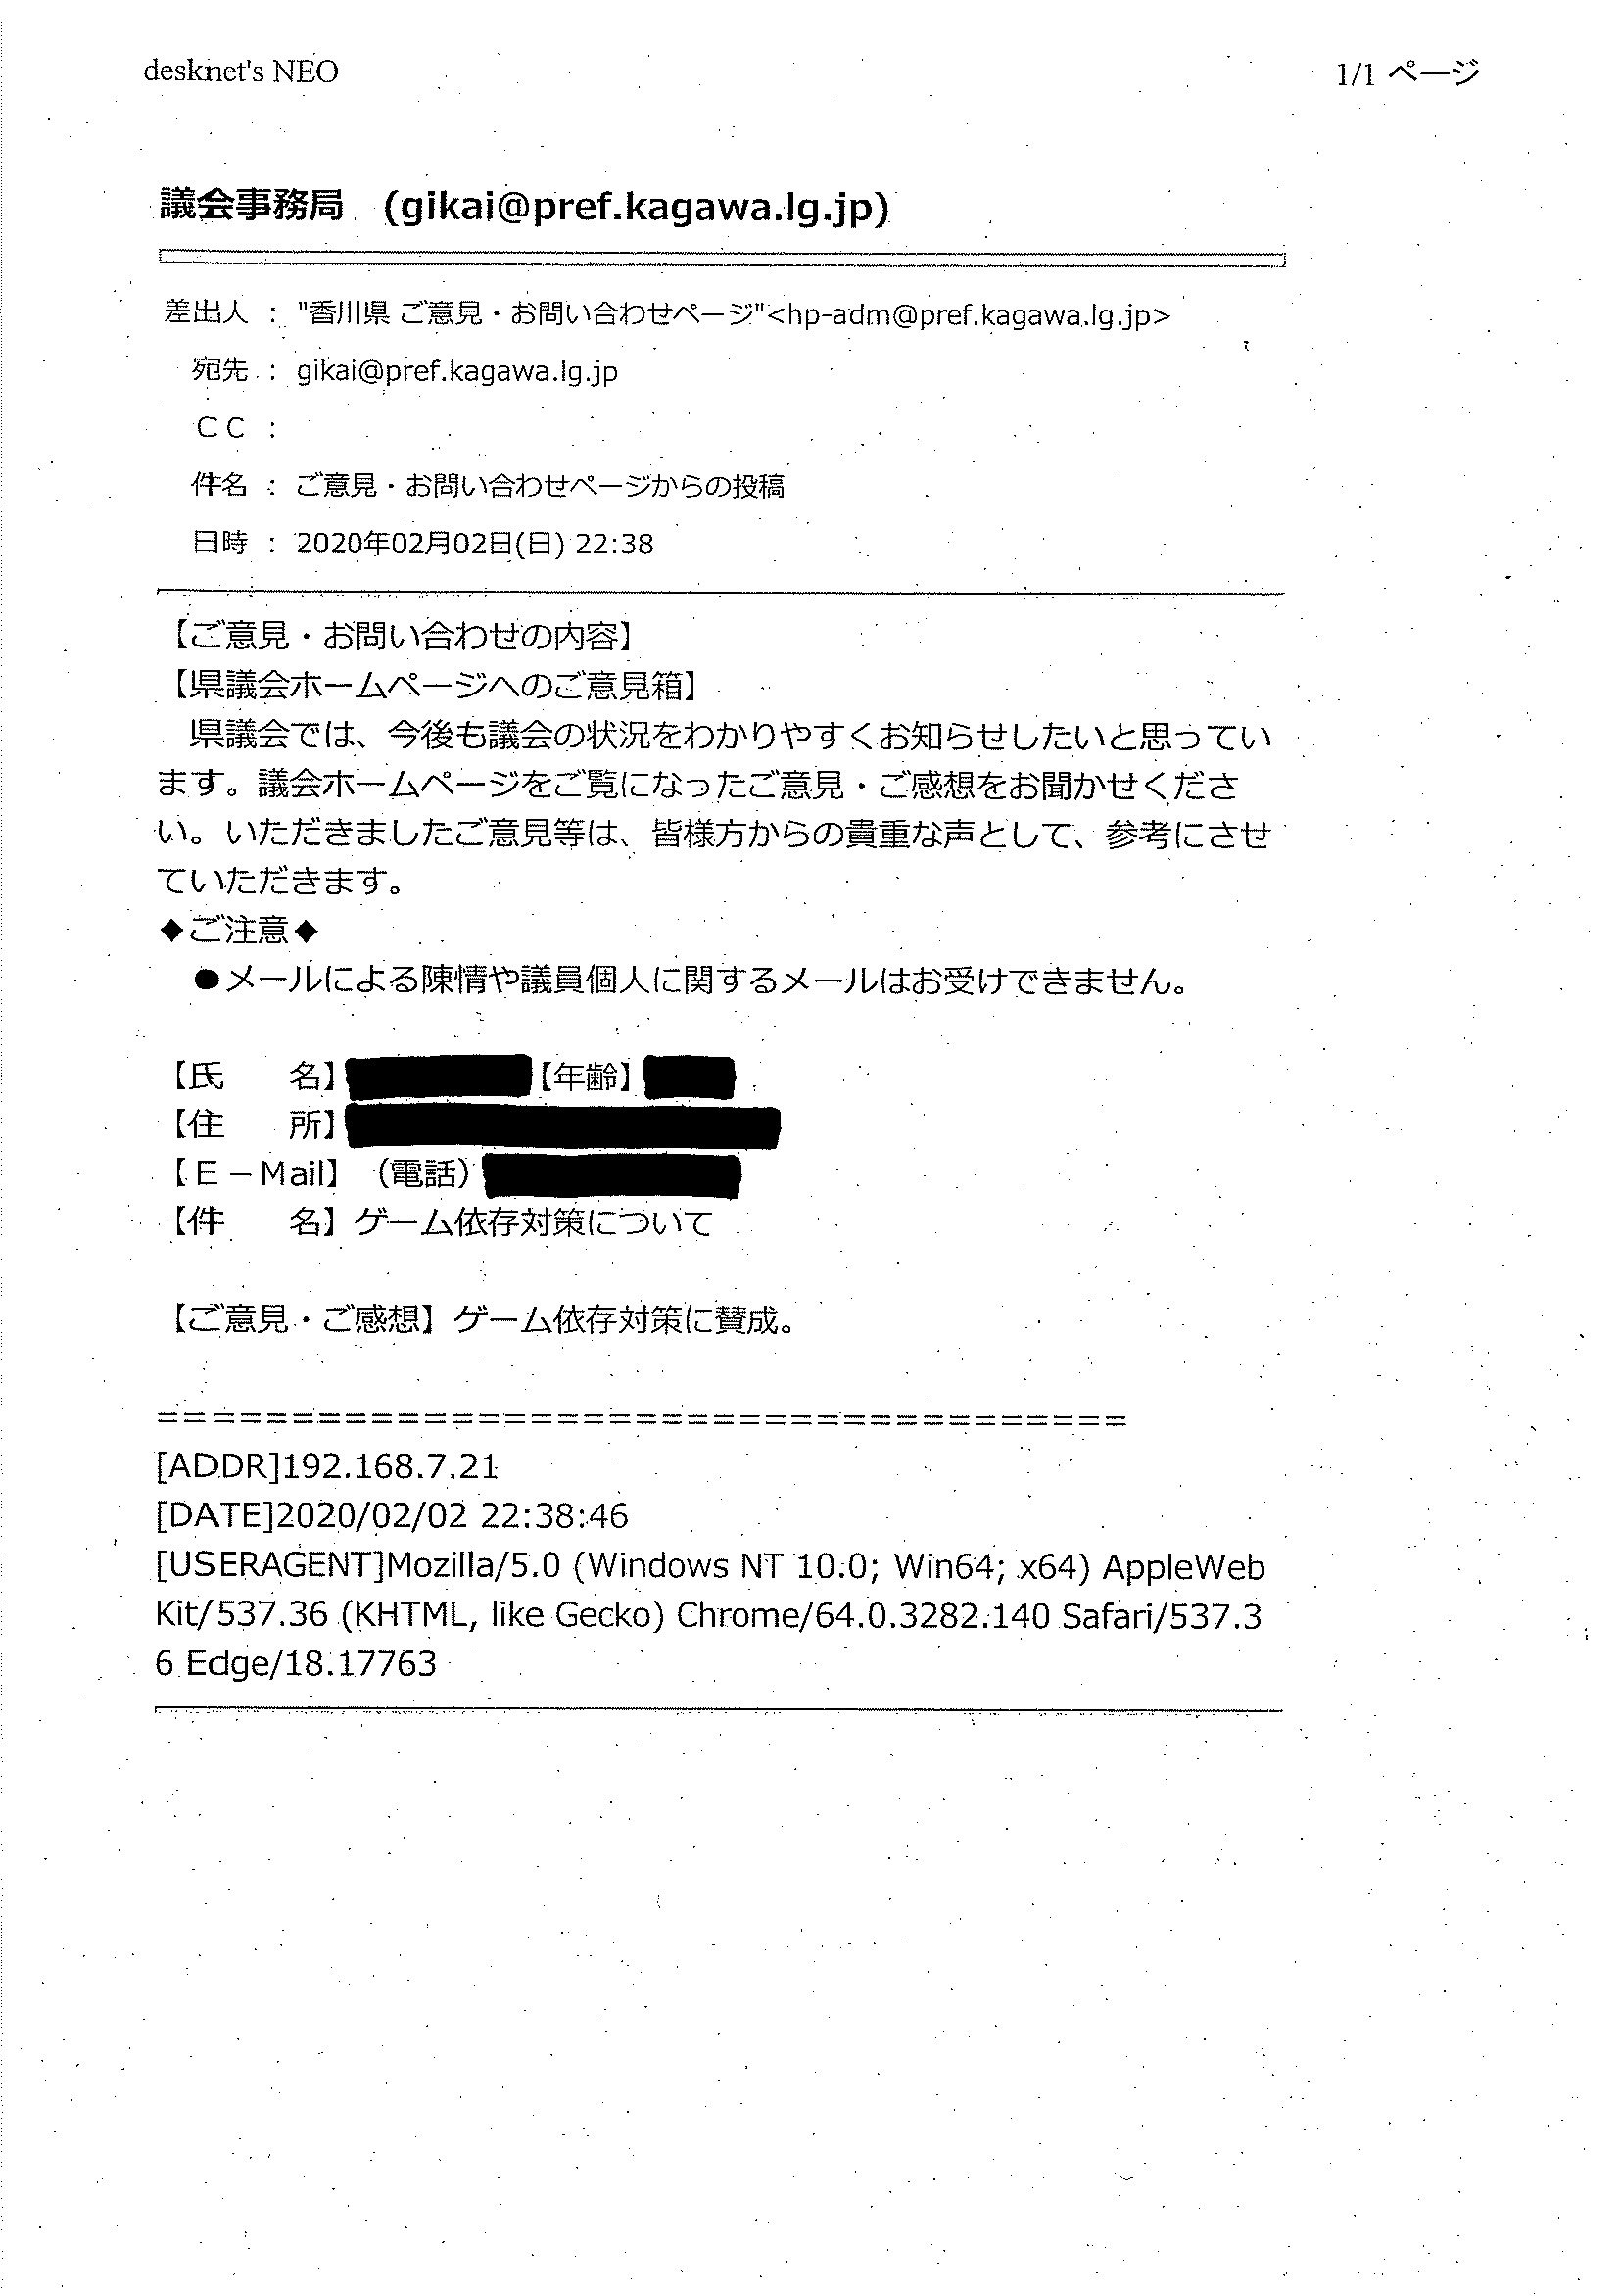 desknet's NEO
1/1 ページ
議会事務局 (gikai@pref.kagawa.lg.jp)
差出人 : "香川県 ご意見・お問い合わせページ"<hp-adm@pref.kagawa.lg.jp>
宛先 : gikai@pref.kagawa.lg.jp
ＣＣ :
件名 : ご意見・お問い合わせページからの投稿
日時 : 2020年02月02日(日) 22:38
【ご意見・お問い合わせの内容】
【県議会ホームページへのご意見箱】
　県議会では、今後も議会の状況をわかりやすくお知らせしたいと思ってい
ます。議会ホームページをご覧になったご意見・ご感想をお聞かせくださ
い。いただきましたご意見等は、皆様方からの貴重な声として、参考にさせ
ていただきます。
◆ご注意◆
　●メールによる陳情や議員個人に関するメールはお受けできません。
【氏　　名】【年齢】
【住　　所】
【Ｅ－Mail】（電話）
【件　　名】ゲーム依存対策について
【ご意見・ご感想】ゲーム依存対策に賛成。
=====================================
[ADDR]192.168.7.21
[DATE]2020/02/02 22:38:46
[USERAGENT]Mozilla/5.0 (Windows NT 10.0; Win64; x64) AppleWeb
Kit/537.36 (KHTML, like Gecko) Chrome/64.0.3282.140 Safari/537.3
6 Edge/18.17763